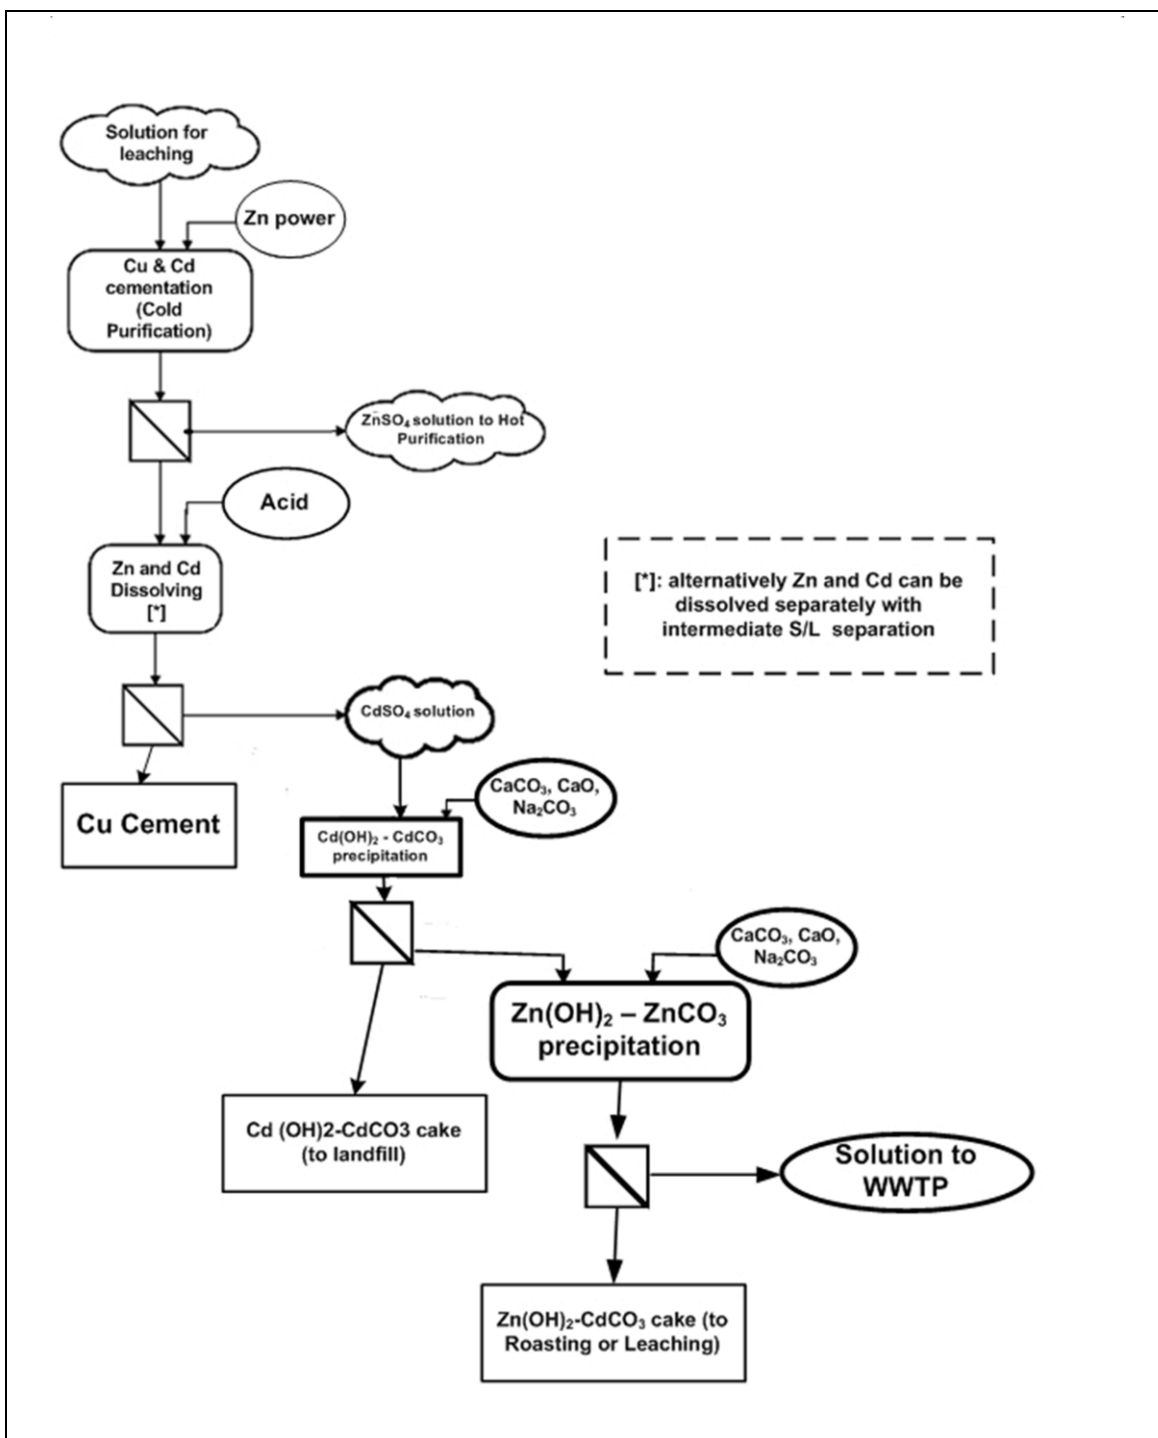 Solution for
leaching
Zn power
Cu & Cd
cementation
(Cold
Purification)
ZnSO₄ solution to Hot
Purification
Acid
Zn and Cd
Dissolving
[*]
[*]: alternatively Zn and Cd can be
dissolved separately with
intermediate S/L separation
CdSO₄ solution
CaCO₃, CaO,
Na₂CO₃
Cu Cement
Cd(OH)₂ - CdCO₃
precipitation
CaCO₃, CaO,
Na₂CO₃
Zn(OH)₂ – ZnCO₃
precipitation
Cd (OH)2-CdCO3 cake
(to landfill)
Solution to
WWTP
Zn(OH)₂-CdCO₃ cake (to
Roasting or Leaching)